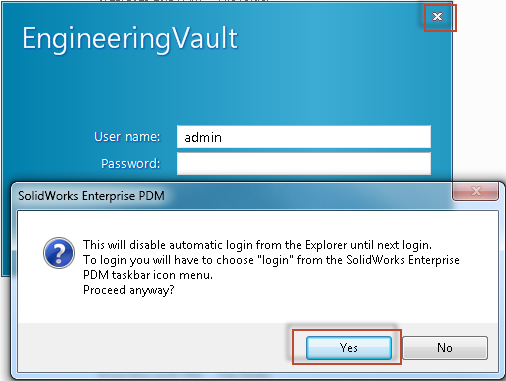 EngineeringVault
User name: admin
Password:
SolidWorks Enterprise PDM
This will disable automatic login from the Explorer until next login.
To login you will have to choose "login" from the SolidWorks Enterprise
PDM taskbar icon menu.
Proceed anyway?
Yes No